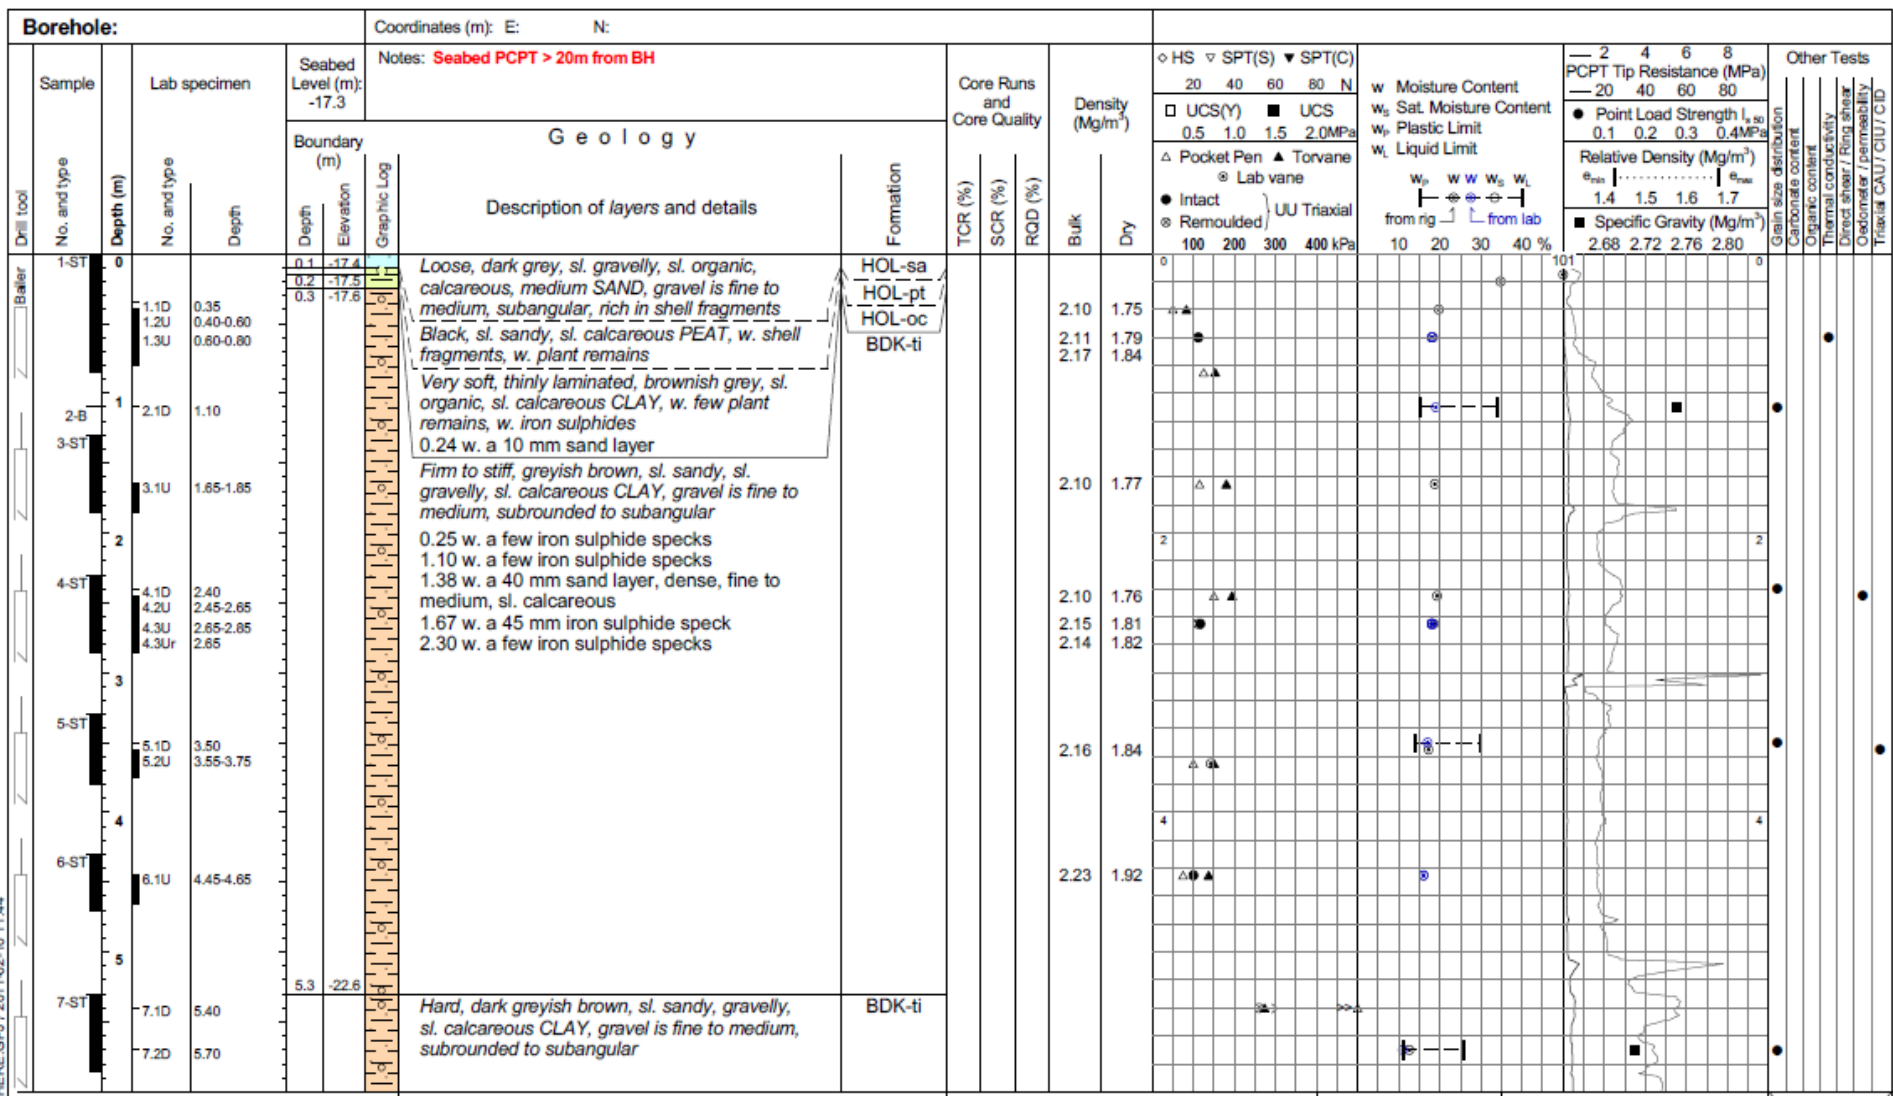 Borehole:
Coordinates (m): E: N:
Notes: Seabed PCPT > 20m from BH
Drill tool
Sample
No. and type
Depth (m)
Lab specimen
No. and type
Depth
Seabed
Level (m):
-17.3
Boundary
(m)
Depth
Elevation
Graphic Log
Geology
Description of layers and details
Formation
Core Runs
and
Core Quality
TCR (%)
SCR (%)
RQD (%)
Density
(Mg/m³)
Bulk
Dry
HS SPT(S) SPT(C)
20 40 60 80 N
UCS(Y) UCS
0.5 1.0 1.5 2.0MPa
Pocket Pen Torvane
Lab vane
Intact
Remoulded
UU Triaxial
100 200 300 400 kPa
w Moisture Content
wS Sat. Moisture Content
wP Plastic Limit
wL Liquid Limit
wP w w wS wL
from rig from lab
10 20 30 40 %
2 4 6 8
PCPT Tip Resistance (MPa)
20 40 60 80
Point Load Strength Is 50
0.1 0.2 0.3 0.4MPa
Relative Density (Mg/m³)
emin emax
1.4 1.5 1.6 1.7
Specific Gravity (Mg/m³)
2.68 2.72 2.76 2.80
Other Tests
Grain size distribution
Carbonate content
Organic content
Thermal conductivity
Direct shear / Ring shear
Oedometer / permeability
Triaxial CAU / CIU / CID
Bailer
1-ST
2-B
3-ST
4-ST
5-ST
6-ST
7-ST
0
1
2
3
4
5
1.1D 0.35
1.2U 0.40-0.60
1.3U 0.60-0.80
2.1D 1.10
3.1U 1.65-1.85
4.1D 2.40
4.2U 2.45-2.65
4.3U 2.65-2.85
4.3Ur 2.65
5.1D 3.50
5.2U 3.55-3.75
6.1U 4.45-4.65
7.1D 5.40
7.2D 5.70
0.1 -17.4
0.2 -17.5
0.3 -17.6
5.3 -22.6
Loose, dark grey, sl. gravelly, sl. organic,
calcareous, medium SAND, gravel is fine to
medium, subangular, rich in shell fragments
Black, sl. sandy, sl. calcareous PEAT, w. shell
fragments, w. plant remains
Very soft, thinly laminated, brownish grey, sl.
organic, sl. calcareous CLAY, w. few plant
remains, w. iron sulphides
0.24 w. a 10 mm sand layer
Firm to stiff, greyish brown, sl. sandy, sl.
gravelly, sl. calcareous CLAY, gravel is fine to
medium, subrounded to subangular
0.25 w. a few iron sulphide specks
1.10 w. a few iron sulphide specks
1.38 w. a 40 mm sand layer, dense, fine to
medium, sl. calcareous
1.67 w. a 45 mm iron sulphide speck
2.30 w. a few iron sulphide specks
Hard, dark greyish brown, sl. sandy, gravelly,
sl. calcareous CLAY, gravel is fine to medium,
subrounded to subangular
HOL-sa
HOL-pt
HOL-oc
BDK-ti
BDK-ti
2.10 1.75
2.11 1.79
2.17 1.84
2.10 1.77
2.10 1.76
2.15 1.81
2.14 1.82
2.16 1.84
2.23 1.92
0 101 0
2 2
4 4